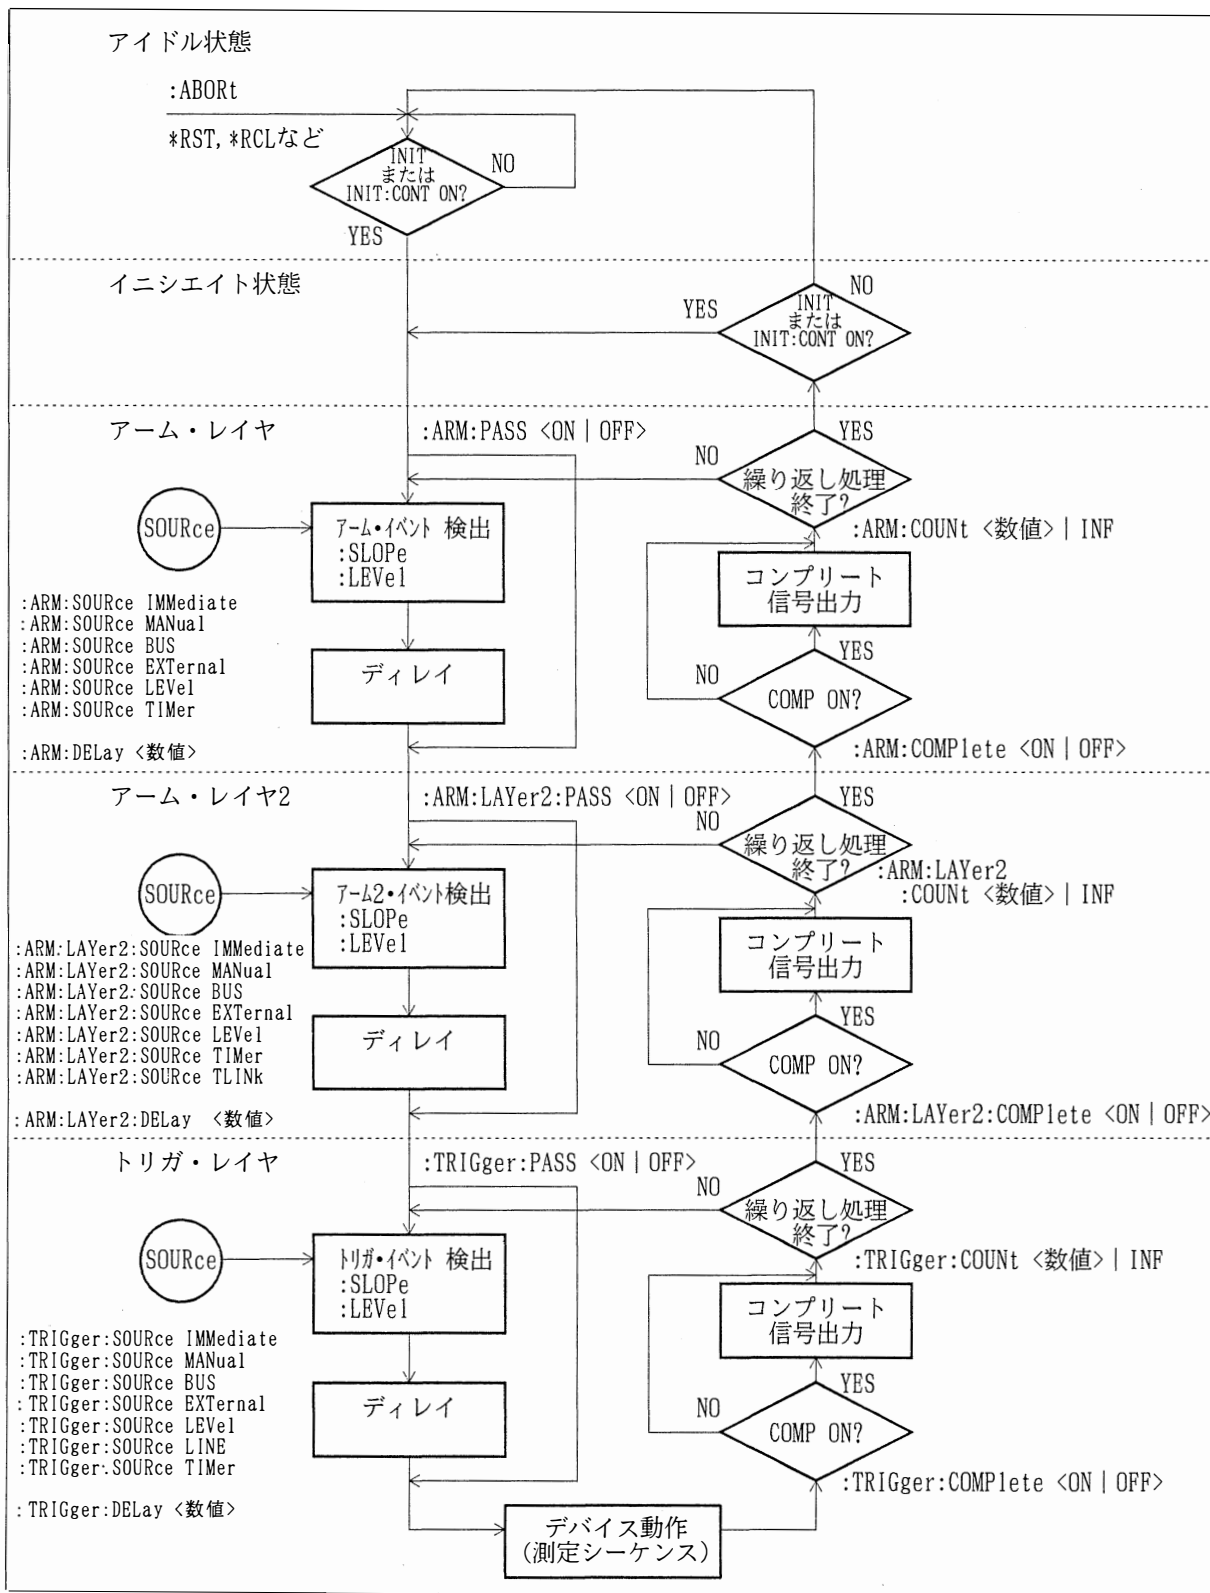 アイドル状態
:ABORt
*RST, *RCLなど
INIT
または
INIT:CONT ON?
NO
YES
イニシエイト状態
YES
NO
INIT
または
INIT:CONT ON?
アーム・レイヤ
:ARM:PASS <ON | OFF>
YES
NO
繰り返し処理
終了?
:ARM:COUNt <数値> | INF
SOURce
アーム・イベント 検出
:SLOPe
:LEVel
コンプリート
信号出力
:ARM:SOURce IMMediate
:ARM:SOURce MANual
:ARM:SOURce BUS
:ARM:SOURce EXTernal
:ARM:SOURce LEVel
:ARM:SOURce TIMer
:ARM:DELay <数値>
ディレイ
YES
NO
COMP ON?
:ARM:COMPlete <ON | OFF>
アーム・レイヤ2
:ARM:LAYer2:PASS <ON | OFF>
YES
NO
繰り返し処理
終了?
:ARM:LAYer2
:COUNt <数値> | INF
SOURce
アーム2・イベント検出
:SLOPe
:LEVel
コンプリート
信号出力
:ARM:LAYer2:SOURce IMMediate
:ARM:LAYer2:SOURce MANual
:ARM:LAYer2:SOURce BUS
:ARM:LAYer2:SOURce EXTernal
:ARM:LAYer2:SOURce LEVel
:ARM:LAYer2:SOURce TIMer
:ARM:LAYer2:SOURce TLINk
:ARM:LAYer2:DELay <数値>
ディレイ
YES
NO
COMP ON?
:ARM:LAYer2:COMPlete <ON | OFF>
トリガ・レイヤ
:TRIGger:PASS <ON | OFF>
YES
NO
繰り返し処理
終了?
:TRIGger:COUNt <数値> | INF
SOURce
トリガ・イベント 検出
:SLOPe
:LEVel
コンプリート
信号出力
:TRIGger:SOURce IMMediate
:TRIGger:SOURce MANual
:TRIGger:SOURce BUS
:TRIGger:SOURce EXTernal
:TRIGger:SOURce LEVel
:TRIGger:SOURce LINE
:TRIGger:SOURce TIMer
:TRIGger:DELay <数値>
ディレイ
YES
NO
COMP ON?
:TRIGger:COMPlete <ON | OFF>
デバイス動作
(測定シーケンス)